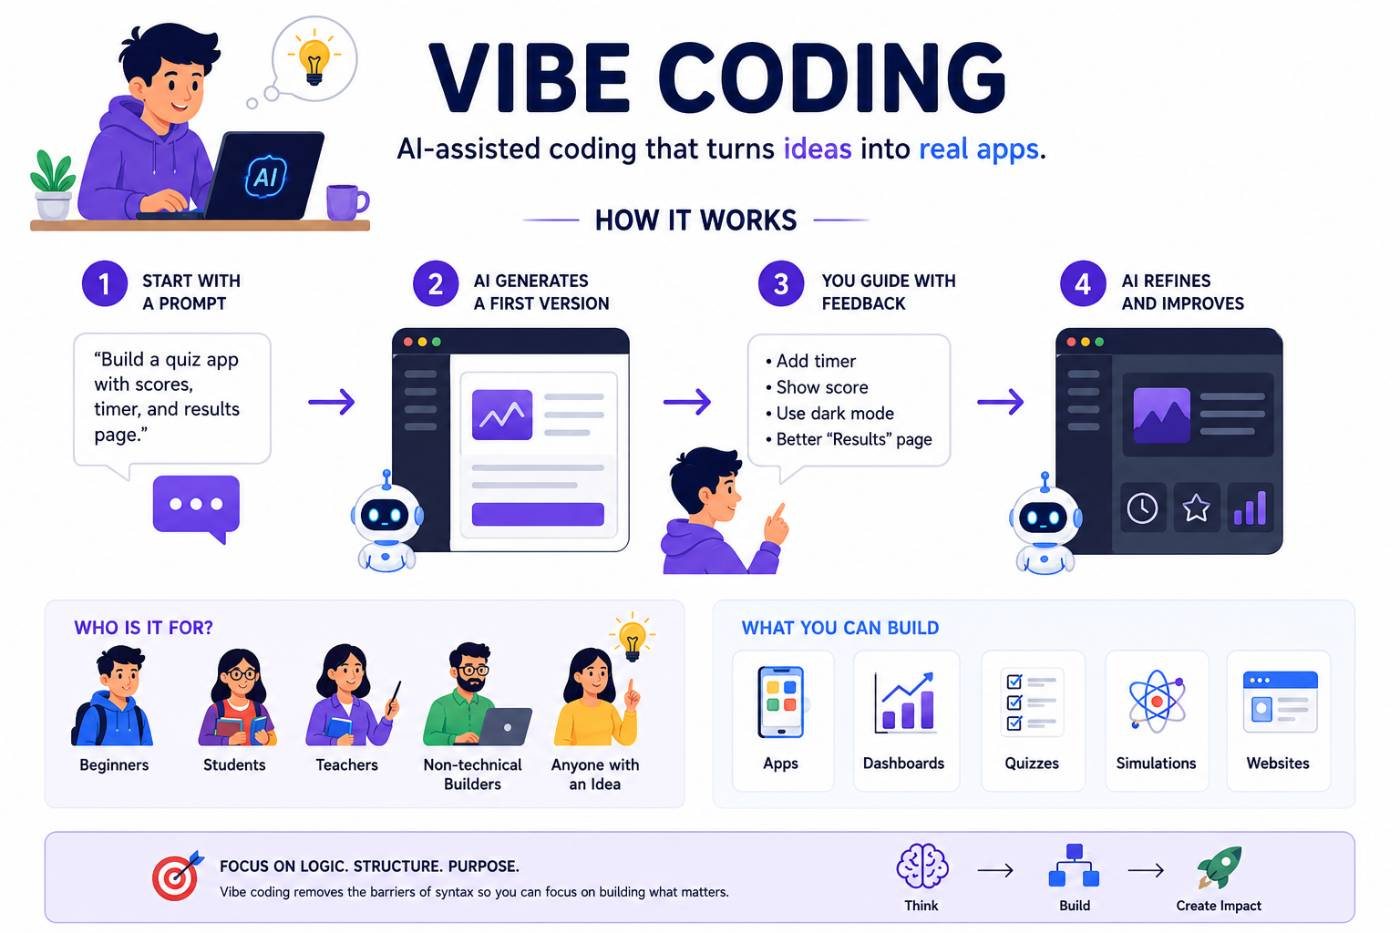 VIBE CODING
AI-assisted coding that turns ideas into real apps.
AI
HOW IT WORKS
1
START WITH
A PROMPT
“Build a quiz app
with scores,
timer, and results
page.”
2
AI GENERATES
A FIRST VERSION
3
YOU GUIDE WITH
FEEDBACK
• Add timer
• Show score
• Use dark mode
• Better “Results” page
4
AI REFINES
AND IMPROVES
WHO IS IT FOR?
Beginners
Students
Teachers
Non-technical
Builders
Anyone with
an Idea
WHAT YOU CAN BUILD
Apps
Dashboards
Quizzes
Simulations
Websites
FOCUS ON LOGIC. STRUCTURE. PURPOSE.
Vibe coding removes the barriers of syntax so you can focus on building what matters.
Think
Build
Create Impact